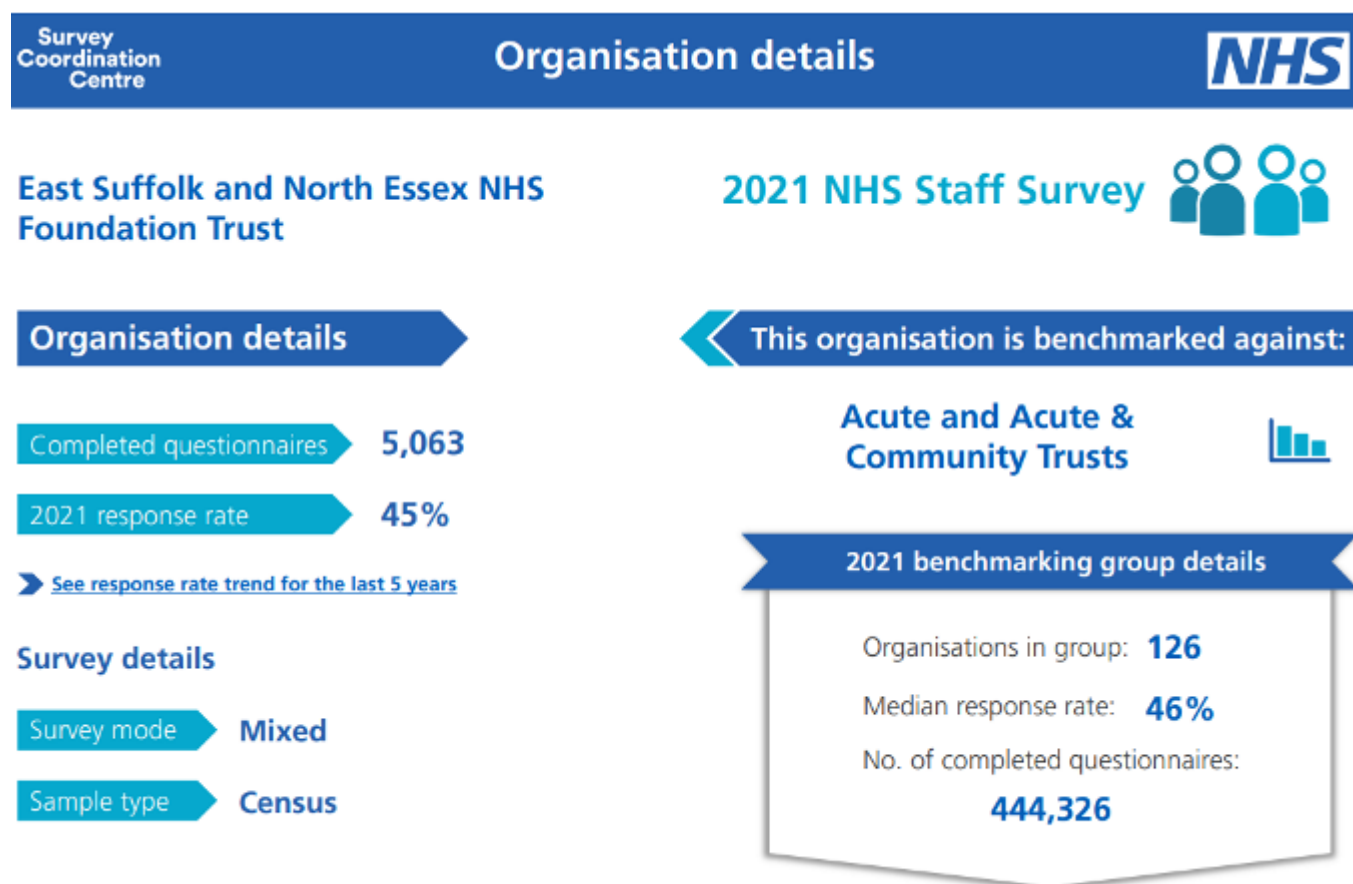 Survey
Coordination
Centre
Organisation details
NHS
East Suffolk and North Essex NHS
Foundation Trust
2021 NHS Staff Survey
Organisation details
Completed questionnaires 5,063
2021 response rate 45%
See response rate trend for the last 5 years
Survey details
Survey mode Mixed
Sample type Census
This organisation is benchmarked against:
Acute and Acute &
Community Trusts
2021 benchmarking group details
Organisations in group: 126
Median response rate: 46%
No. of completed questionnaires:
444,326